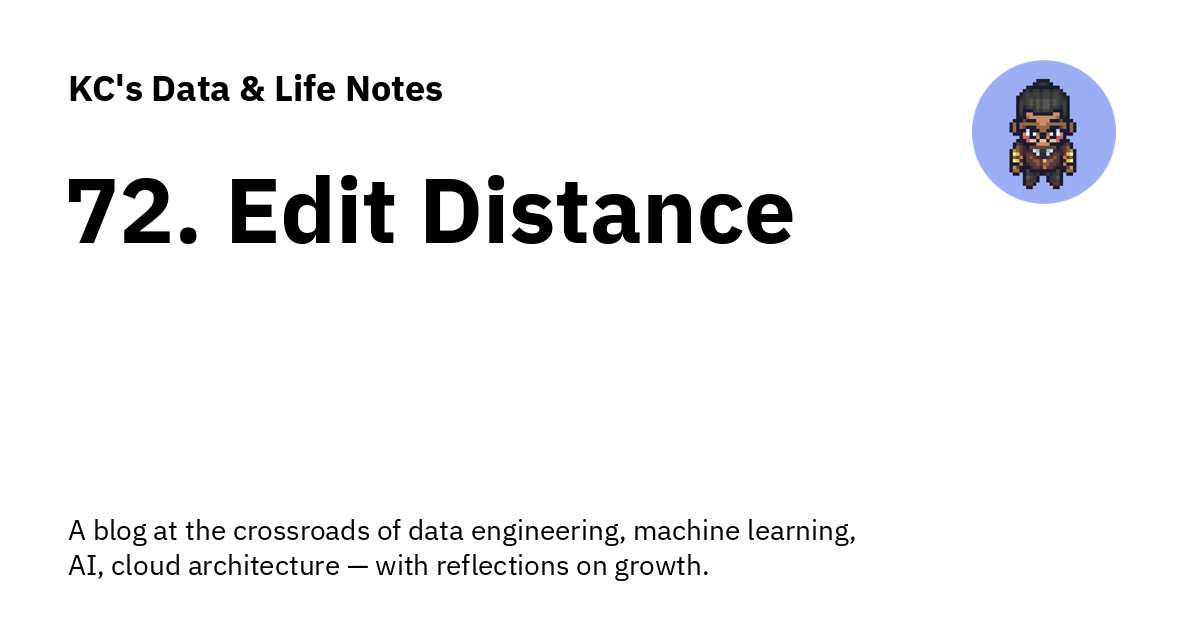 KC's Data & Life Notes
72. Edit Distance
A blog at the crossroads of data engineering, machine learning,
AI, cloud architecture — with reflections on growth.